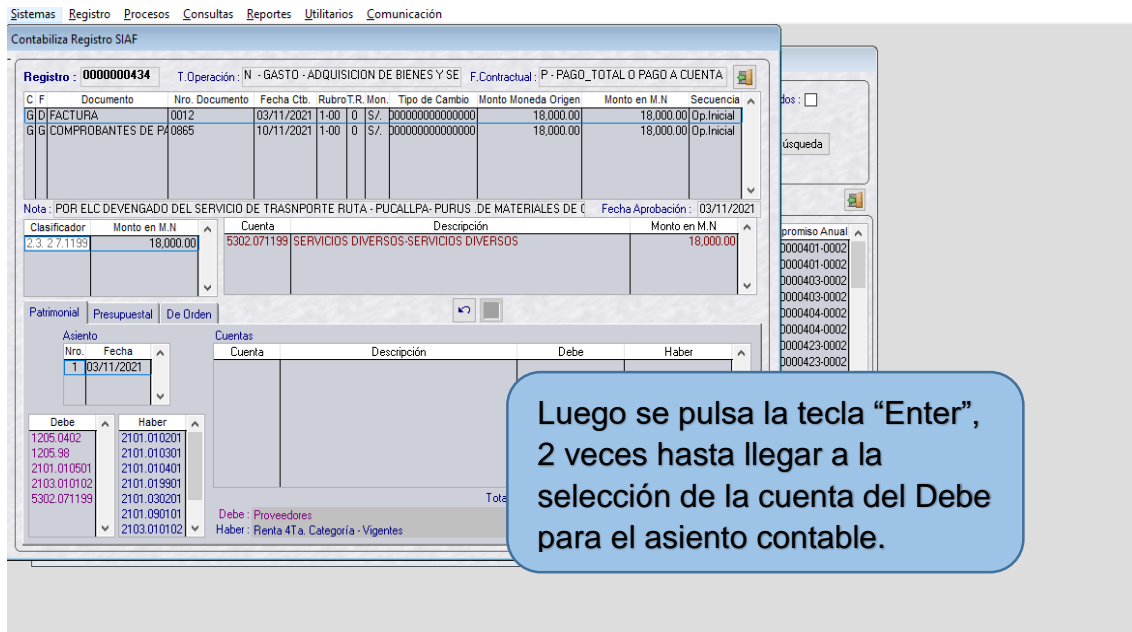 Sistemas Registro Procesos Consultas Reportes Utilitarios Comunicación
Contabiliza Registro SIAF
Registro : 0000000434 T.Operación : N - GASTO - ADQUISICION DE BIENES Y SE F.Contractual : P - PAGO_TOTAL O PAGO A CUENTA
C F Documento Nro. Documento Fecha Ctb. Rubro T.R. Mon. Tipo de Cambio Monto Moneda Origen Monto en M.N Secuencia
G D FACTURA 0012 03/11/2021 1-00 0 S/. 000000000000000 18,000.00 18,000.00 Op.Inicial
G G COMPROBANTES DE PA 0865 10/11/2021 1-00 0 S/. 000000000000000 18,000.00 18,000.00 Op.Inicial
dos :
úsqueda
Nota : POR ELC DEVENGADO DEL SERVICIO DE TRASNPORTE RUTA - PUCALLPA- PURUS .DE MATERIALES DE Fecha Aprobación : 03/11/2021
Clasificador Monto en M.N
2.3. 2 7.1199 18,000.00
Cuenta Descripción Monto en M.N
5302.071199 SERVICIOS DIVERSOS-SERVICIOS DIVERSOS 18,000.00
promiso Anual
0000401-0002
0000401-0002
0000403-0002
0000403-0002
0000404-0002
0000404-0002
0000423-0002
0000423-0002
Patrimonial Presupuestal De Orden
Asiento
Nro. Fecha
1 03/11/2021
Cuentas
Cuenta Descripción Debe Haber
Debe
1205.0402
1205.98
2101.010501
2103.010102
5302.071199
Haber
2101.010201
2101.010301
2101.010401
2101.019901
2101.030201
2101.090101
2103.010102
Tota
Debe : Proveedores
Haber : Renta 4Ta. Categoría - Vigentes
Luego se pulsa la tecla “Enter”,
2 veces hasta llegar a la
selección de la cuenta del Debe
para el asiento contable.